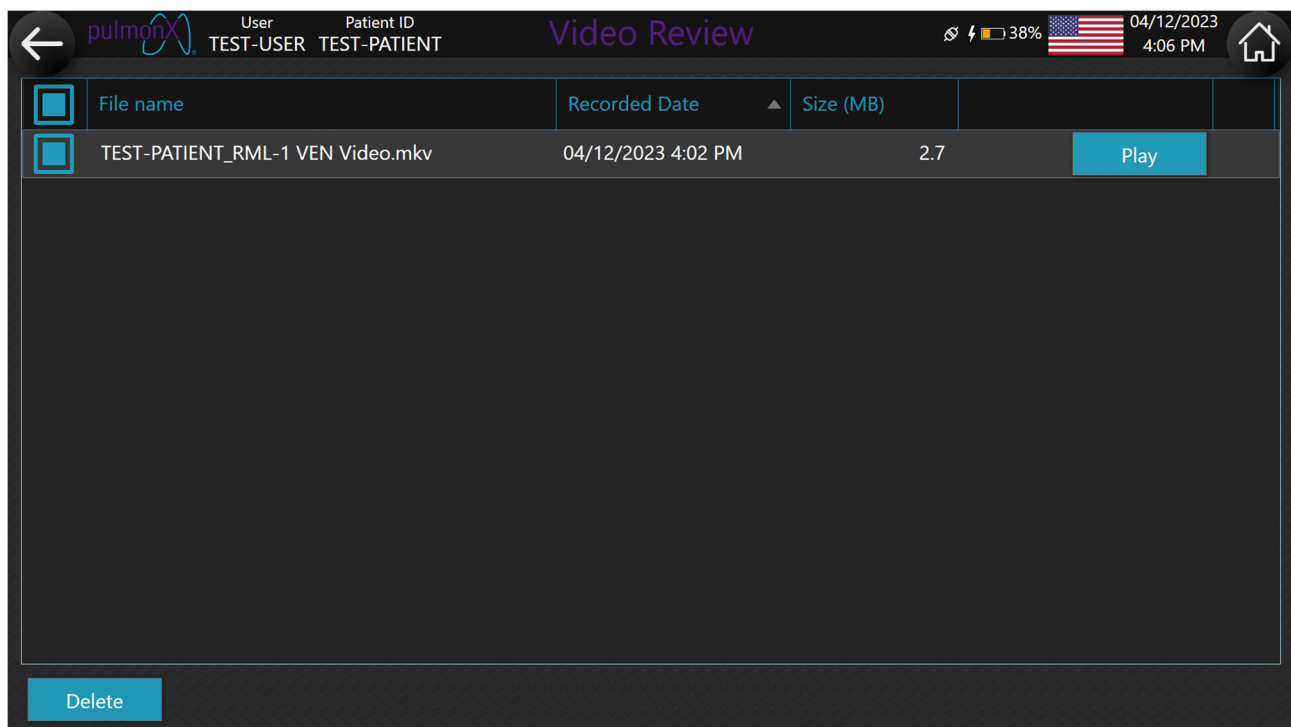 pulmonx®
User
TEST-USER
Patient ID
TEST-PATIENT
Video Review
38%
04/12/2023
4:06 PM
File name
Recorded Date
Size (MB)
TEST-PATIENT_RML-1 VEN Video.mkv
04/12/2023 4:02 PM
2.7
Play
Delete